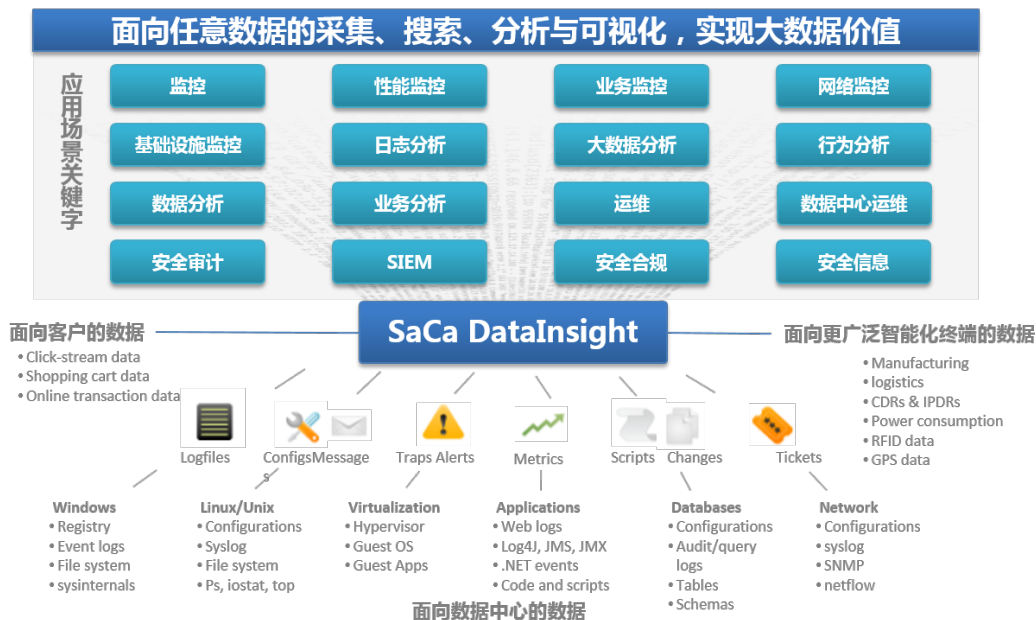 面向任意数据的采集、搜索、分析与可视化，实现大数据价值
应用场景关键字
监控
性能监控
业务监控
网络监控
基础设施监控
日志分析
大数据分析
行为分析
数据分析
业务分析
运维
数据中心运维
安全审计
SIEM
安全合规
安全信息
SaCa DataInsight
面向客户的数据
• Click-stream data
• Shopping cart data
• Online transaction data
面向更广泛智能化终端的数据
• Manufacturing
• logistics
• CDRs & IPDRs
• Power consumption
• RFID data
• GPS data
Logfiles
Configs
Message
s
Traps Alerts
Metrics
Scripts
Changes
Tickets
Windows
• Registry
• Event logs
• File system
• sysinternals
Linux/Unix
• Configurations
• Syslog
• File system
• Ps, iostat, top
Virtualization
• Hypervisor
• Guest OS
• Guest Apps
Applications
• Web logs
• Log4J, JMS, JMX
• .NET events
• Code and scripts
Databases
• Configurations
• Audit/query
logs
• Tables
• Schemas
Network
• Configurations
• syslog
• SNMP
• netflow
面向数据中心的数据